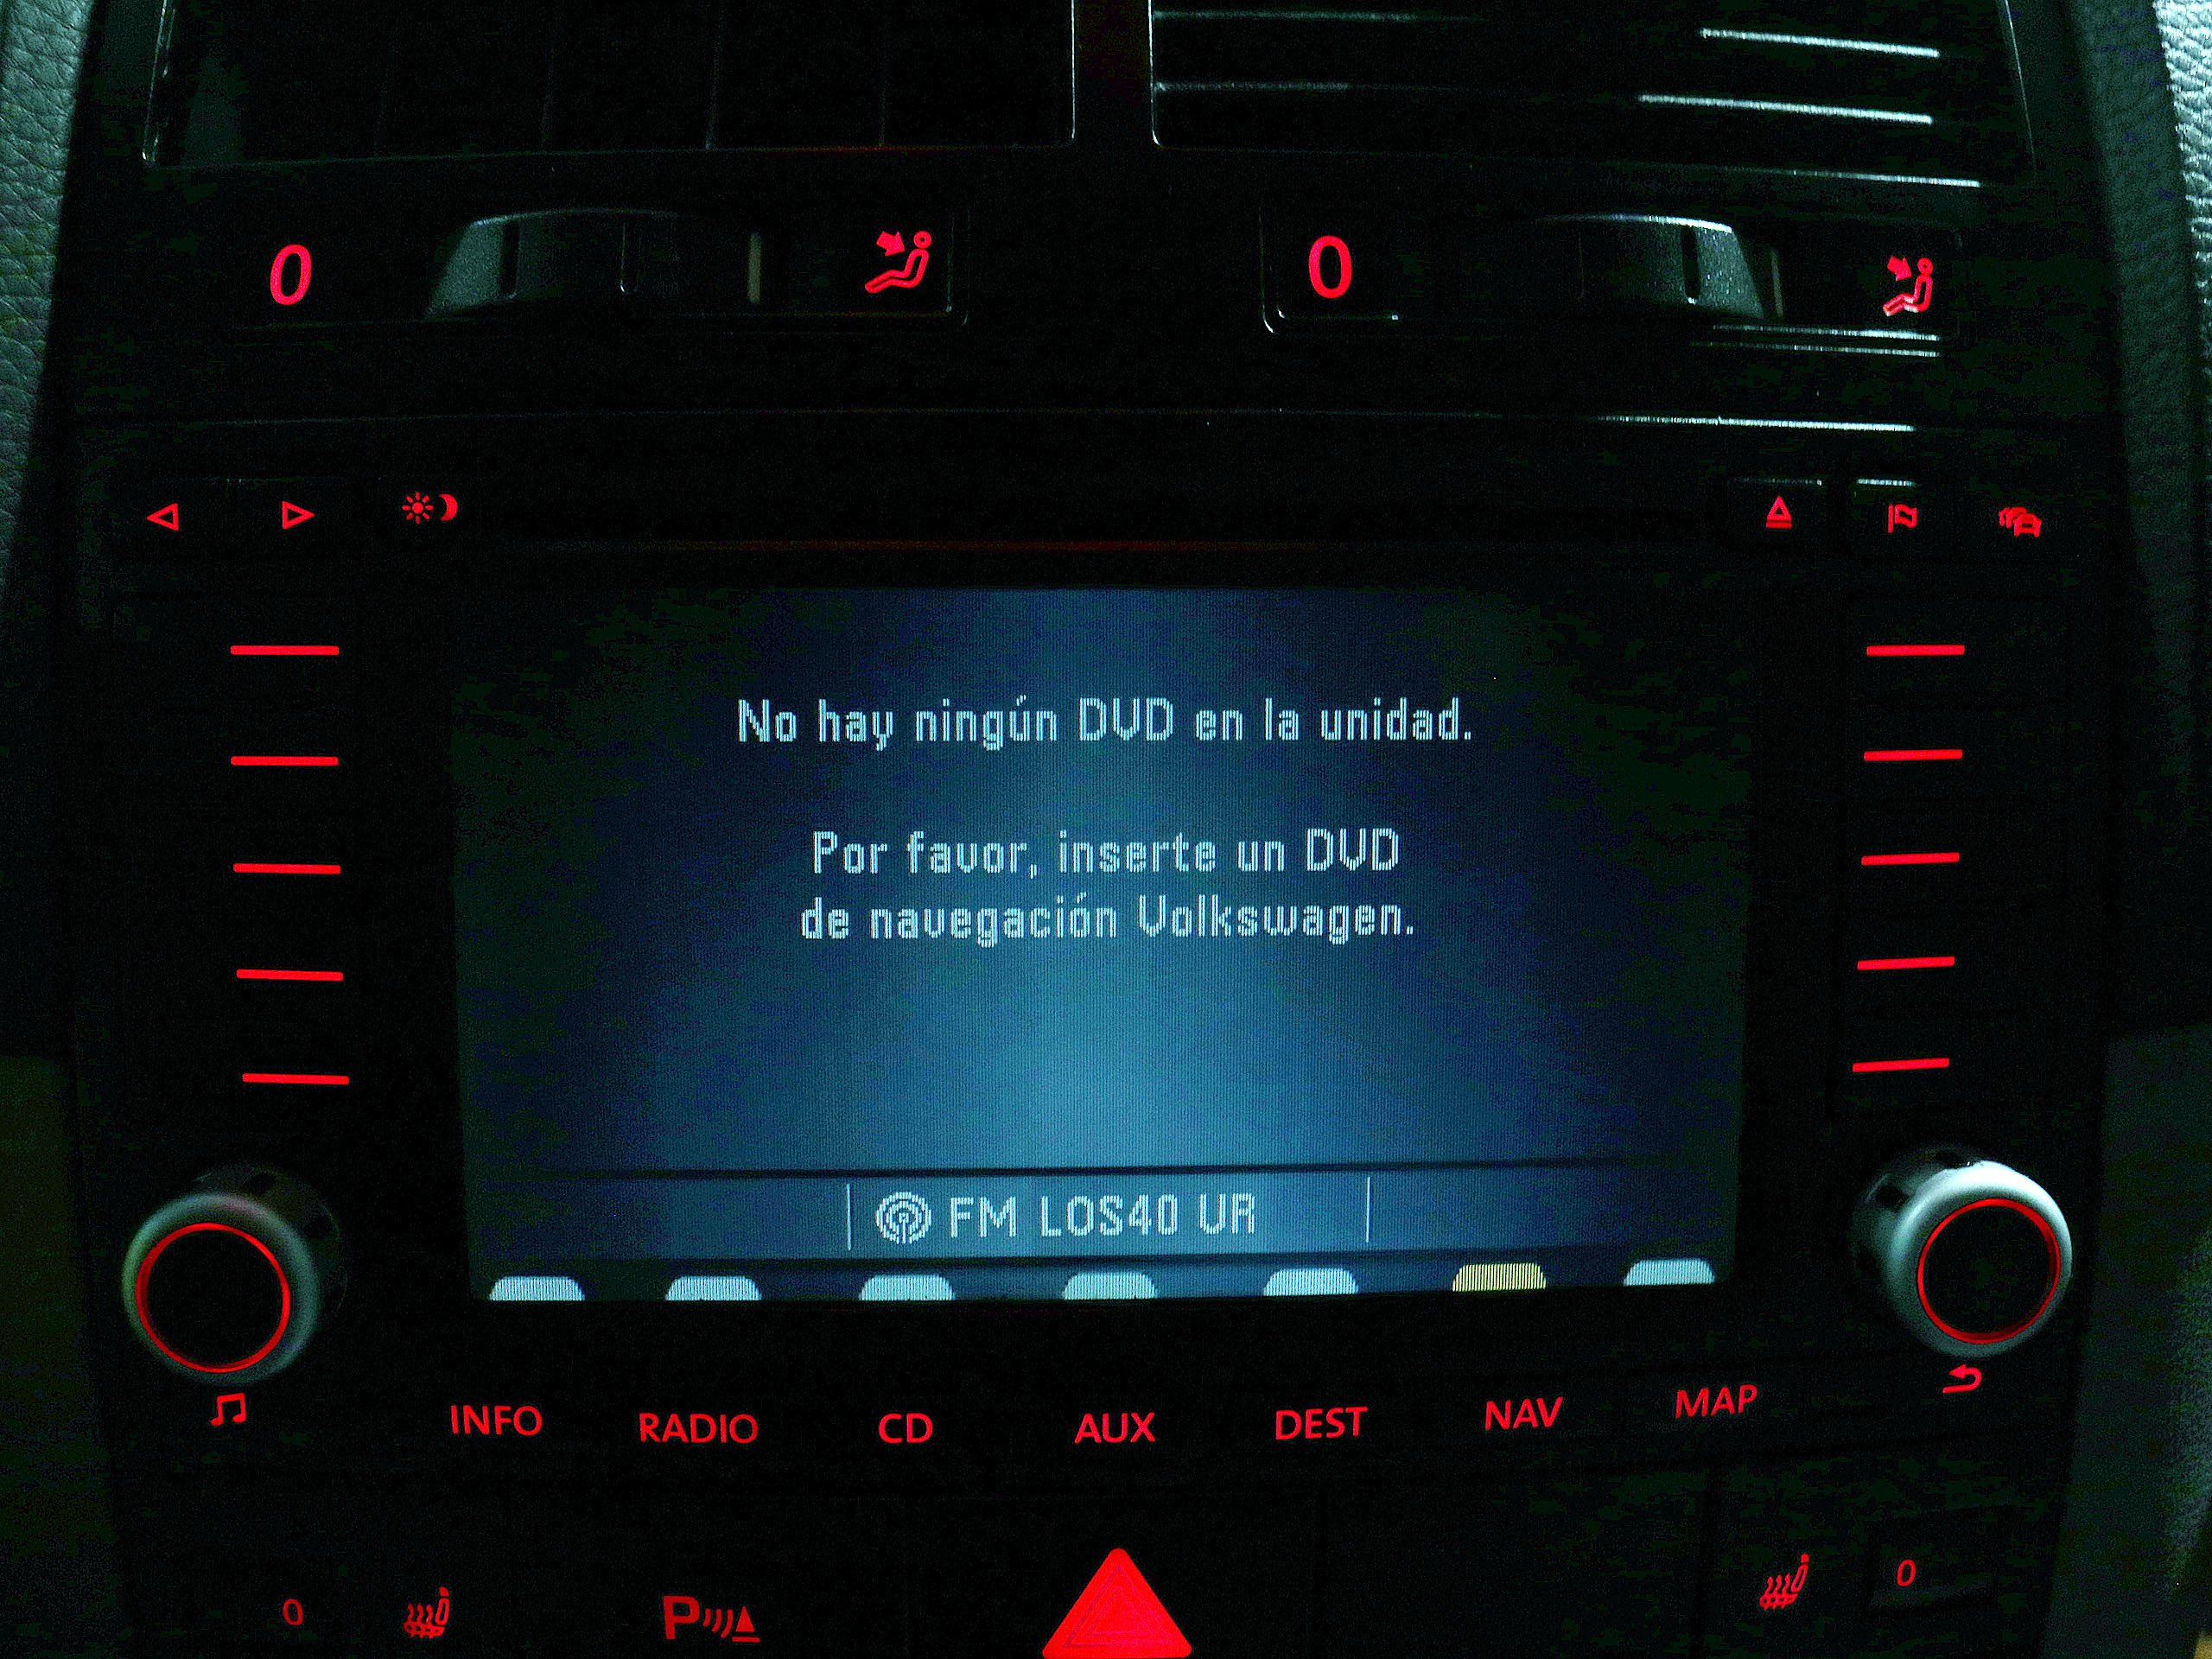 0
0
No hay ningún DVD en la unidad.
Por favor, inserte un DVD
de navegación Volkswagen.
FM LOS40 UR
INFO RADIO CD AUX DEST NAV MAP
0
P
0